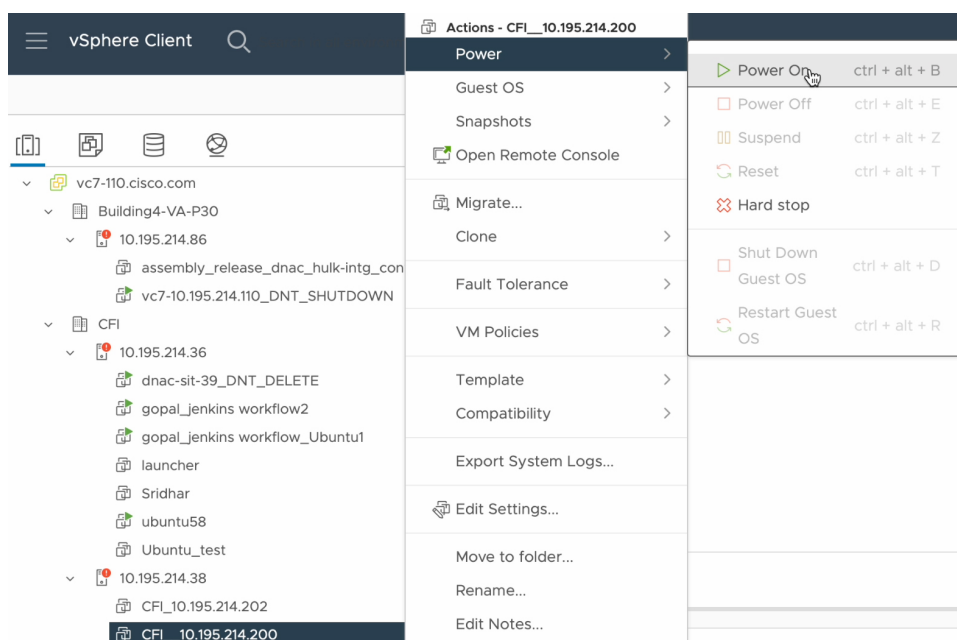 vSphere Client
vc7-110.cisco.com
Building4-VA-P30
10.195.214.86
assembly_release_dnac_hulk-intg_con
vc7-10.195.214.110_DNT_SHUTDOWN
CFI
10.195.214.36
dnac-sit-39_DNT_DELETE
gopal_jenkins workflow2
gopal_jenkins workflow_Ubuntu1
launcher
Sridhar
ubuntu58
Ubuntu_test
10.195.214.38
CFI_10.195.214.202
CFI__10.195.214.200
Actions - CFI__10.195.214.200
Power
Guest OS
Snapshots
Open Remote Console
Migrate...
Clone
Fault Tolerance
VM Policies
Template
Compatibility
Export System Logs...
Edit Settings...
Move to folder...
Rename...
Edit Notes...
Power On ctrl + alt + B
Power Off ctrl + alt + E
Suspend ctrl + alt + Z
Reset ctrl + alt + T
Hard stop
Shut Down
Guest OS ctrl + alt + D
Restart Guest
OS ctrl + alt + R